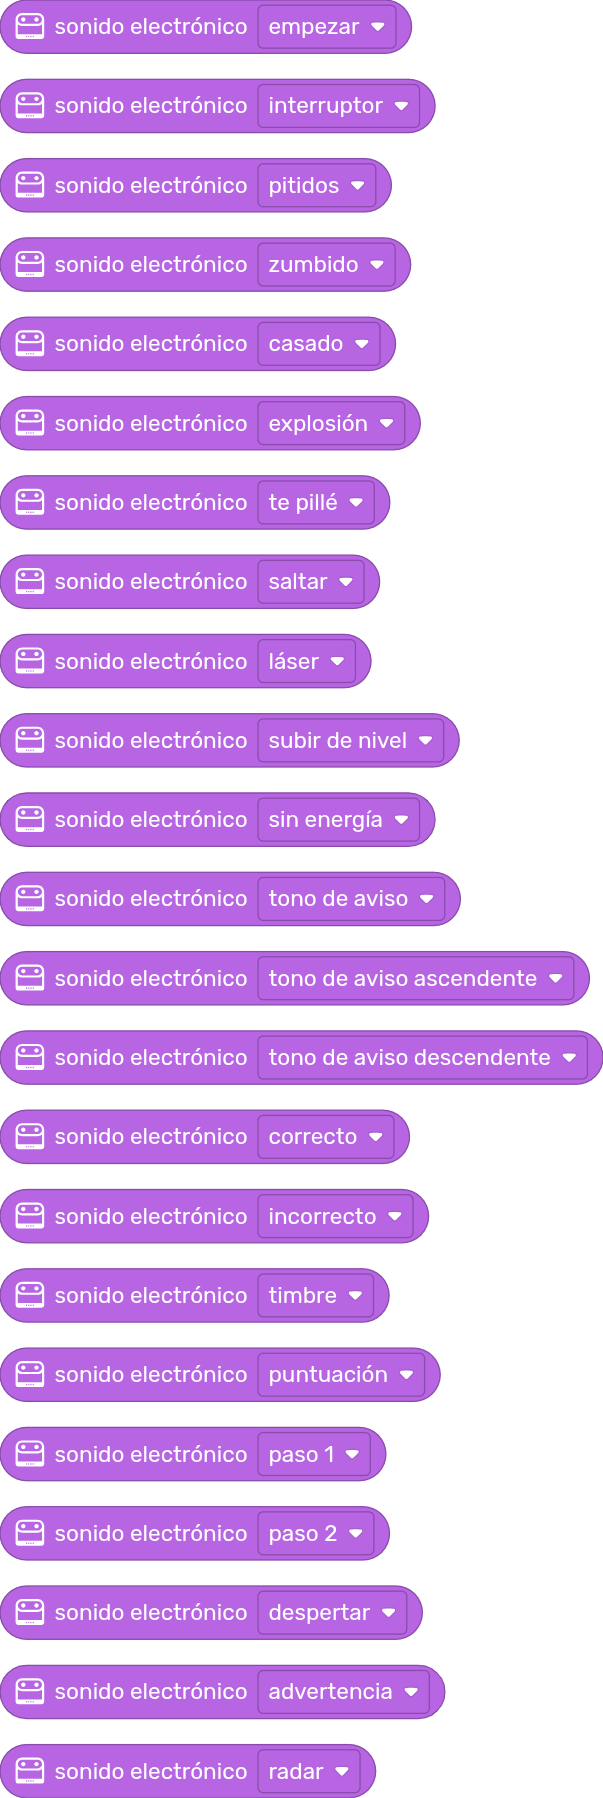 sonido electrónico empezar
sonido electrónico interruptor
sonido electrónico pitidos
sonido electrónico zumbido
sonido electrónico casado
sonido electrónico explosión
sonido electrónico te pillé
sonido electrónico saltar
sonido electrónico láser
sonido electrónico subir de nivel
sonido electrónico sin energía
sonido electrónico tono de aviso
sonido electrónico tono de aviso ascendente
sonido electrónico tono de aviso descendente
sonido electrónico correcto
sonido electrónico incorrecto
sonido electrónico timbre
sonido electrónico puntuación
sonido electrónico paso 1
sonido electrónico paso 2
sonido electrónico despertar
sonido electrónico advertencia
sonido electrónico radar